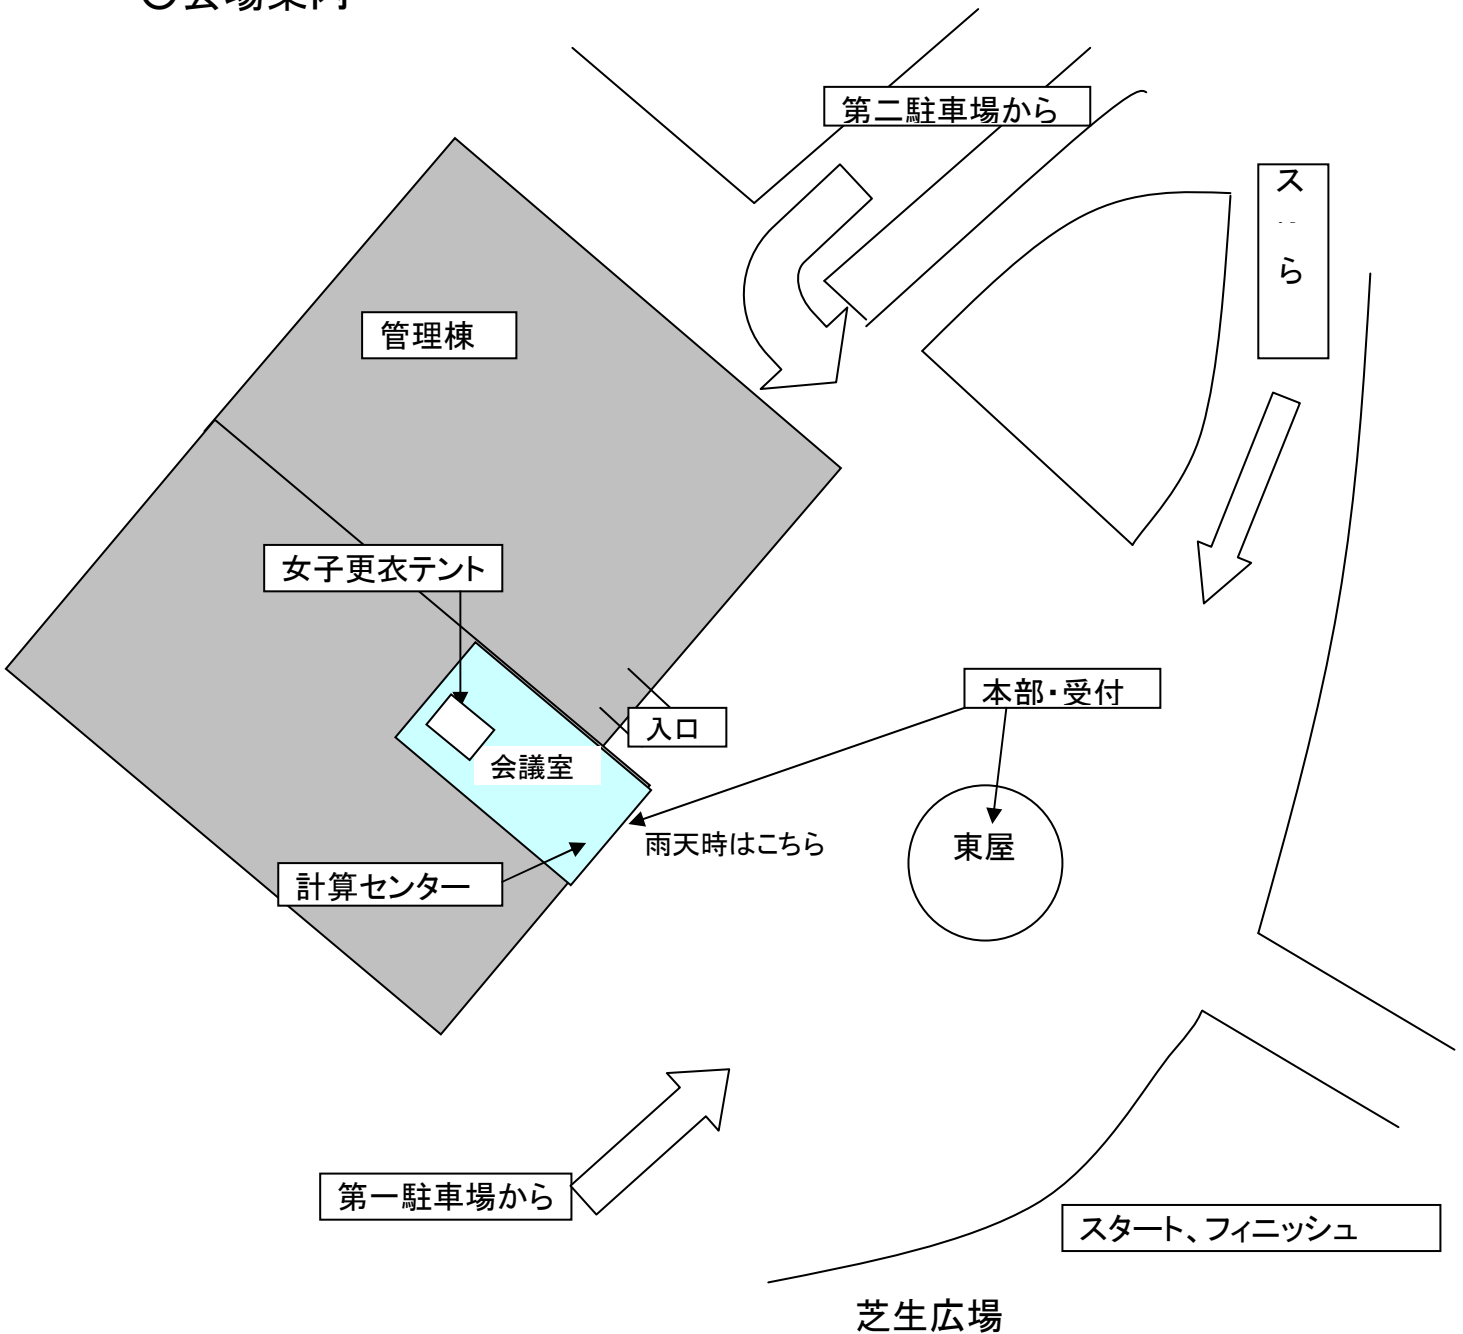 第二駐車場から
ス
ら
管理棟
女子更衣テント
本部・受付
入口
会議室
雨天時はこちら
東屋
計算センター
第一駐車場から
スタート、フィニッシュ
芝生広場